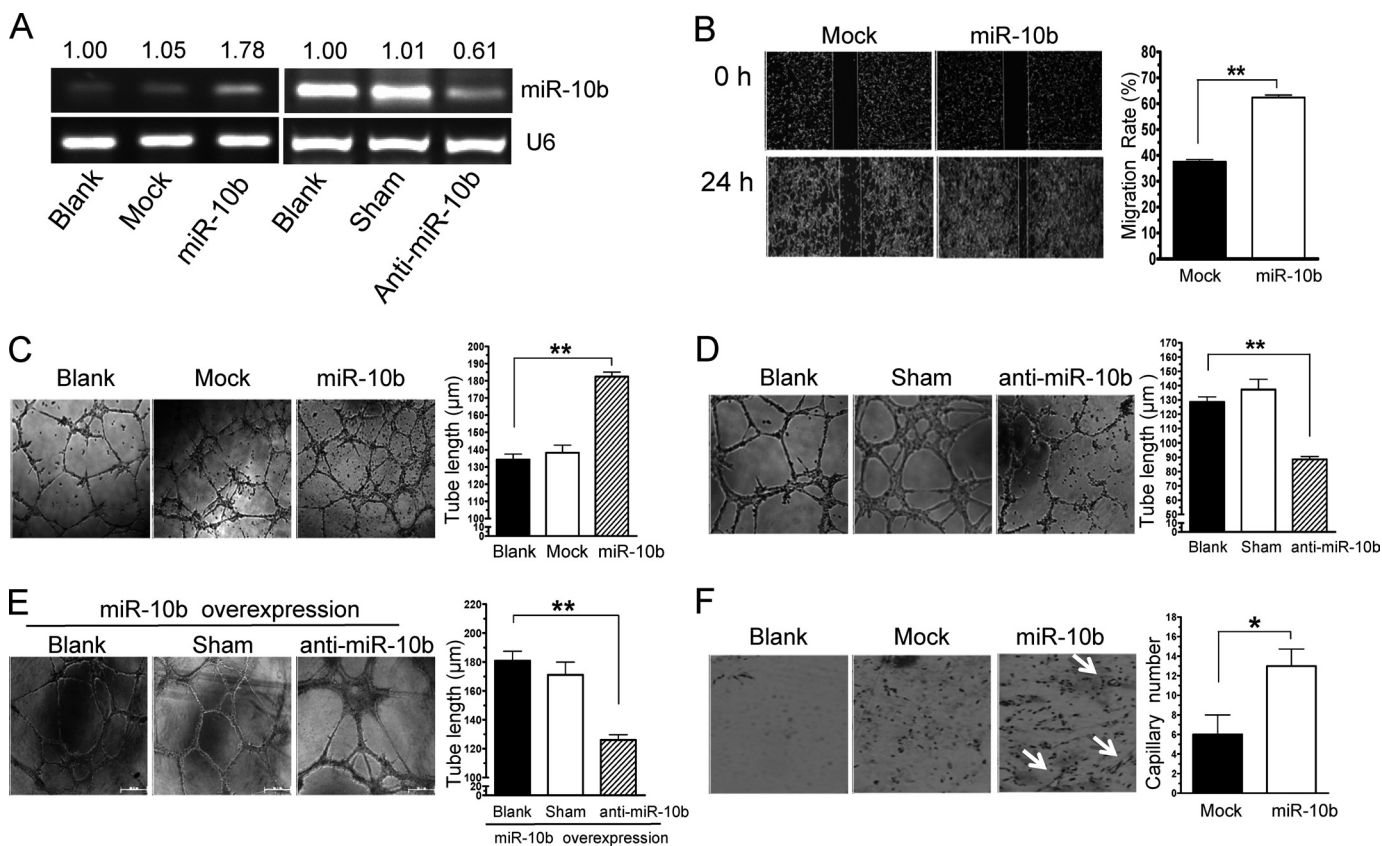 A
1.00 1.05 1.78 1.00 1.01 0.61
miR-10b
U6
Blank Mock miR-10b Blank Sham Anti-miR-10b
B
Mock miR-10b
0 h
24 h
Migration Rate (%)
80
70
60
50
40
30
20
10
0
**
Mock miR-10b
C
Blank Mock miR-10b
Tube length (μm)
200
190
180
170
160
150
140
130
120
110
100
10
0
**
Blank Mock miR-10b
D
Blank Sham anti-miR-10b
Tube length (μm)
170
160
150
140
130
120
110
100
90
80
70
60
50
10
0
**
Blank Sham anti-miR-10b
E
miR-10b overexpression
Blank Sham anti-miR-10b
Tube length (μm)
220
200
180
160
140
120
100
20
0
**
Blank Sham anti-miR-10b
miR-10b overexpression
F
Blank Mock miR-10b
Capillary number
18
16
14
12
10
8
6
4
2
0
*
Mock miR-10b